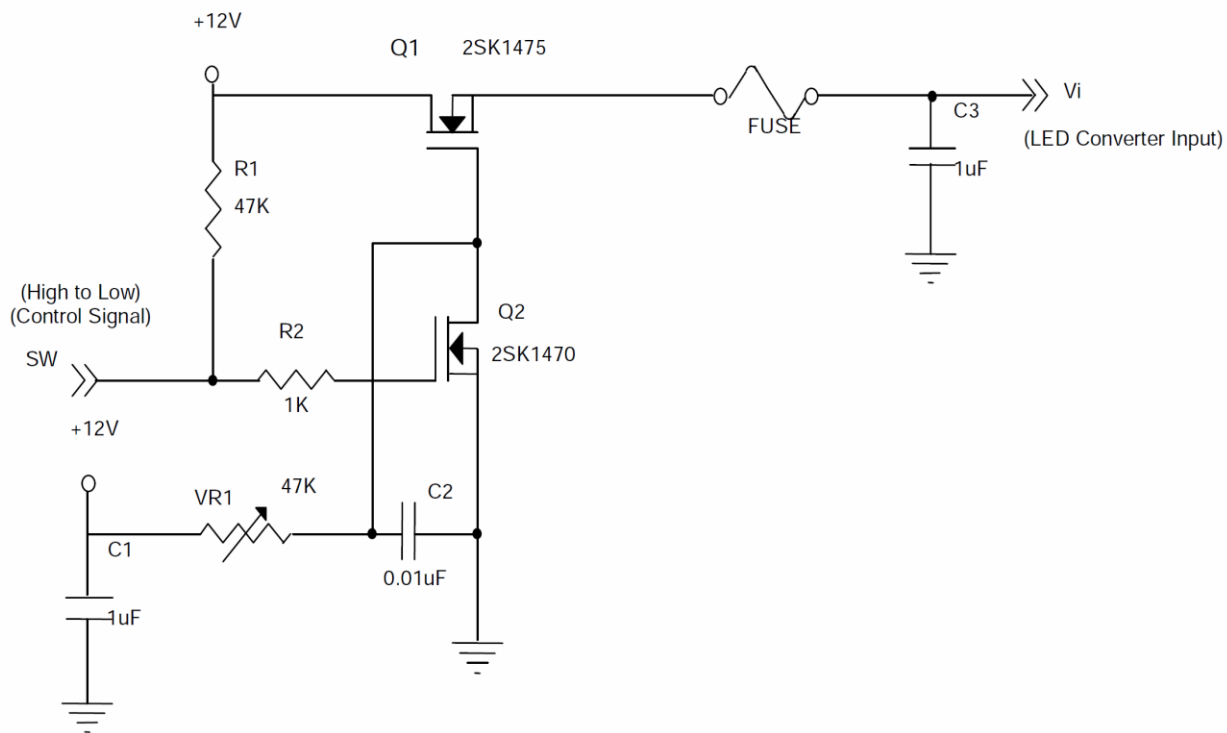 +12V
Q1
2SK1475
FUSE
C3
Vi
(LED Converter Input)
1uF
R1
47K
(High to Low)
(Control Signal)
SW
R2
1K
Q2
2SK1470
+12V
VR1
47K
C2
0.01uF
C1
1uF